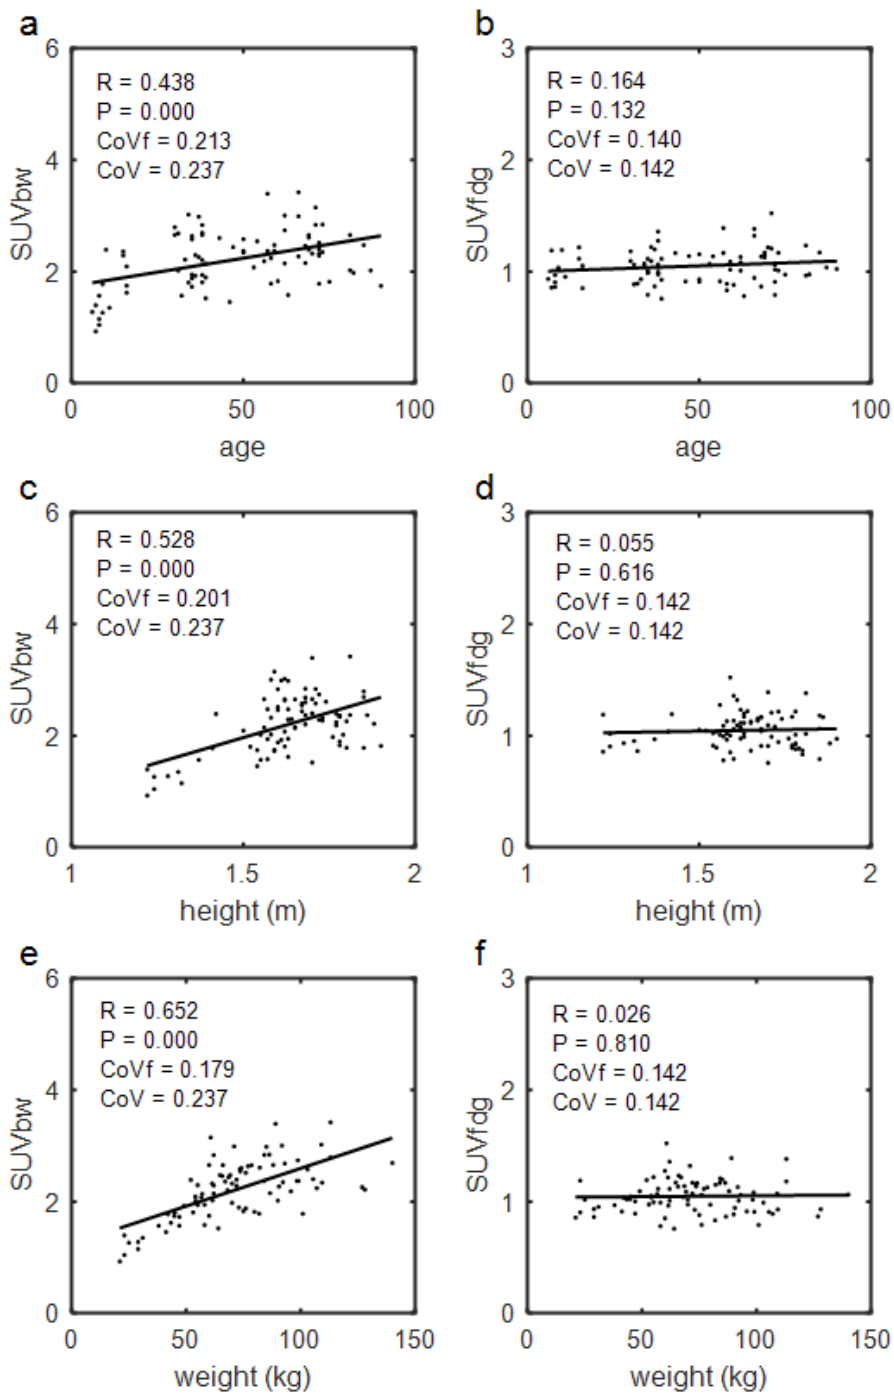 a
6
4
2
0
SUVbw
R = 0.438
P = 0.000
CoVf = 0.213
CoV = 0.237
0 50 100
age
b
3
2
1
0
SUVfdg
R = 0.164
P = 0.132
CoVf = 0.140
CoV = 0.142
0 50 100
age
c
6
4
2
0
SUVbw
R = 0.528
P = 0.000
CoVf = 0.201
CoV = 0.237
1 1.5 2
height (m)
d
3
2
1
0
SUVfdg
R = 0.055
P = 0.616
CoVf = 0.142
CoV = 0.142
1 1.5 2
height (m)
e
6
4
2
0
SUVbw
R = 0.652
P = 0.000
CoVf = 0.179
CoV = 0.237
0 50 100 150
weight (kg)
f
3
2
1
0
SUVfdg
R = 0.026
P = 0.810
CoVf = 0.142
CoV = 0.142
0 50 100 150
weight (kg)